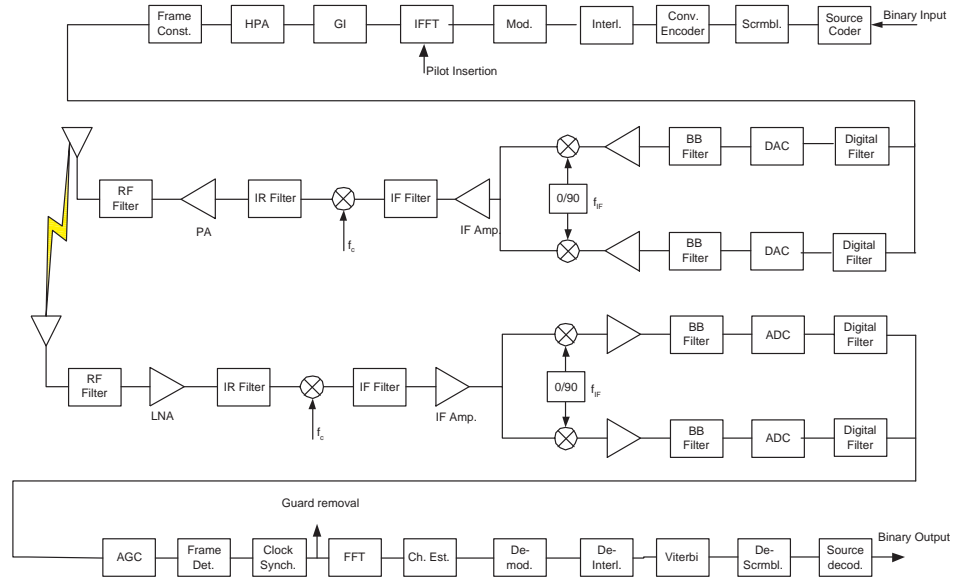 Frame
Const.
HPA
GI
IFFT
Mod.
Interl.
Conv.
Encoder
Scrmbl.
Source
Coder
Binary Input
Pilot Insertion
RF
Filter
PA
IR Filter
f_c
IF Filter
IF Amp.
0/90
f_IF
BB
Filter
DAC
Digital
Filter
BB
Filter
DAC
Digital
Filter
RF
Filter
LNA
IR Filter
f_c
IF Filter
IF Amp.
0/90
f_IF
BB
Filter
ADC
Digital
Filter
BB
Filter
ADC
Digital
Filter
Guard removal
AGC
Frame
Det.
Clock
Synch.
FFT
Ch. Est.
De-
mod.
De-
Interl.
Viterbi
De-
Scrmbl.
Source
decod.
Binary Output